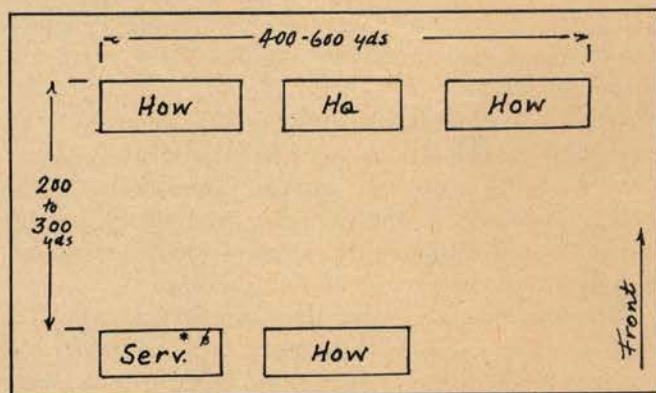 400-600 yds
How Hq How
200
to
300
yds
Front
Serv. * ø How